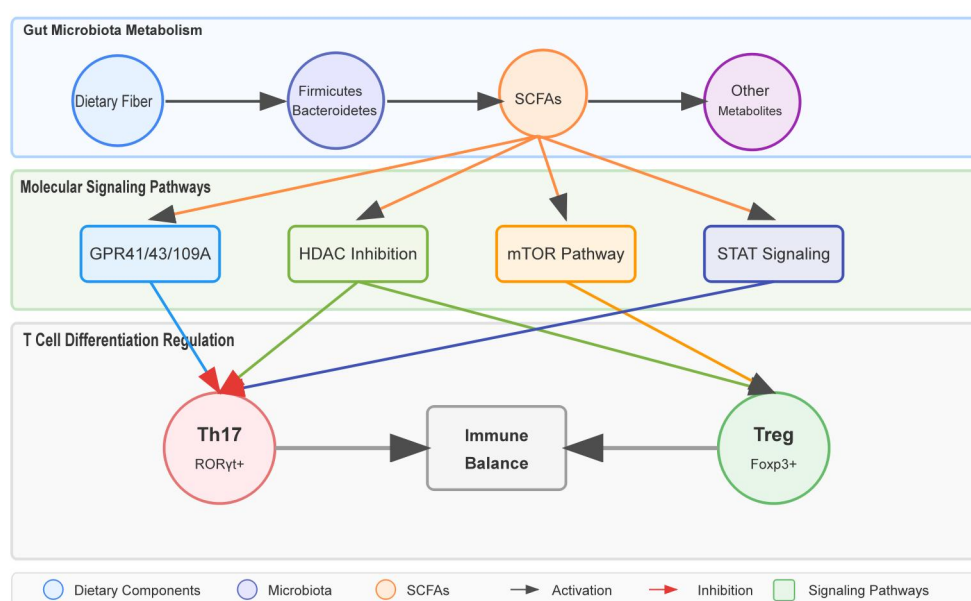 Gut Microbiota Metabolism
Dietary Fiber
Firmicutes
Bacteroidetes
SCFAs
Other
Metabolites
Molecular Signaling Pathways
GPR41/43/109A
HDAC Inhibition
mTOR Pathway
STAT Signaling
T Cell Differentiation Regulation
Th17
RORγt+
Immune
Balance
Treg
Foxp3+
Dietary Components
Microbiota
SCFAs
Activation
Inhibition
Signaling Pathways